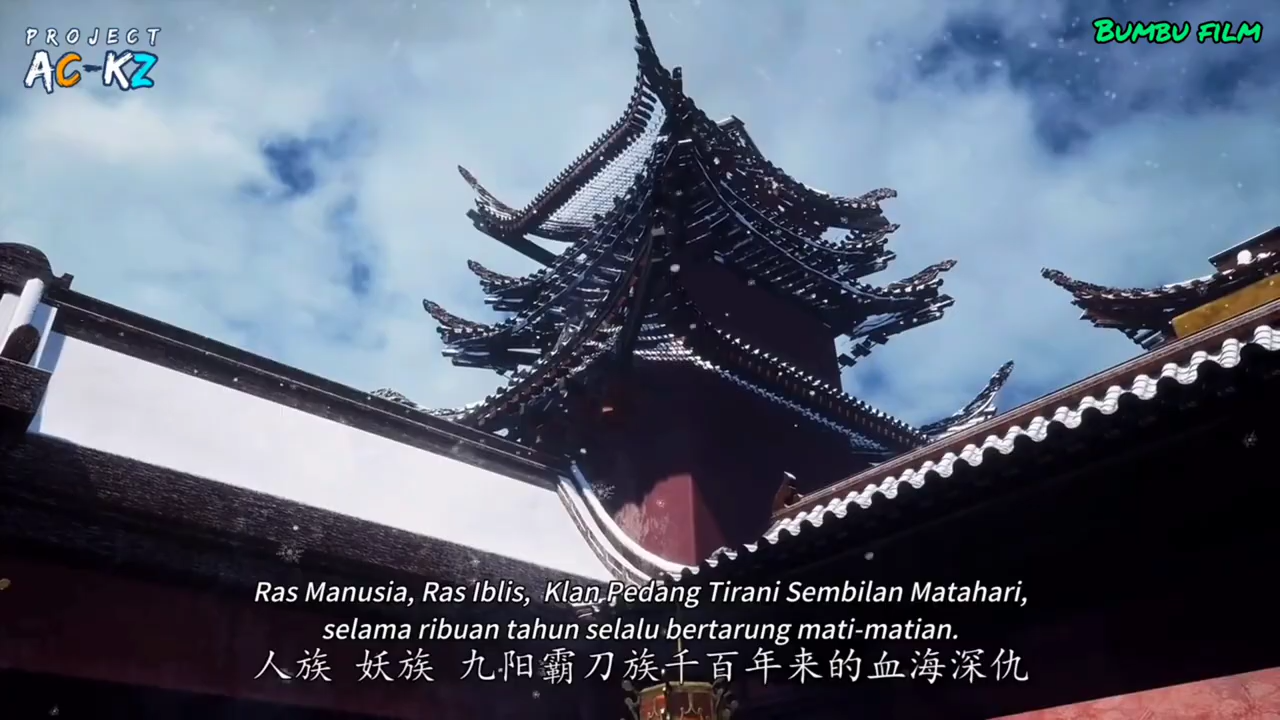 PROJECT
AC-KZ
BUMBU FILM
Ras Manusia, Ras Iblis, Klan Pedang Tirani Sembilan Matahari,
selama ribuan tahun selalu bertarung mati-matian.
人族 妖族 九阳霸刀族千百年来的血海深仇